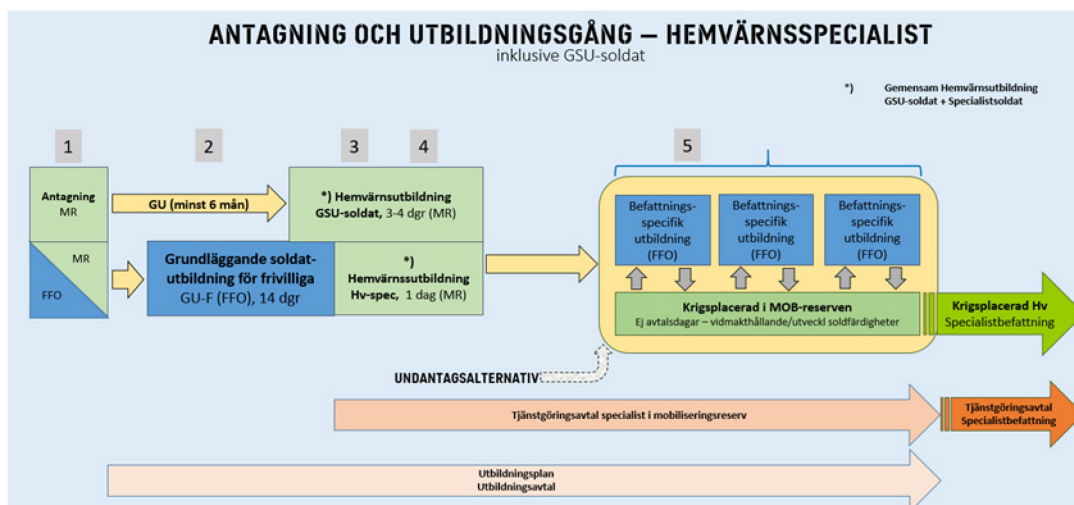 ANTAGNING OCH UTBILDNINGSGÅNG – HEMVÄRNSSPECIALIST
inklusive GSU-soldat
*) Gemensam Hemvärnsutbildning
GSU-soldat + Specialistsoldat
1
2
3
4
5
Antagning
MR
GU (minst 6 mån)
*) Hemvärnsutbildning
GSU-soldat, 3-4 dgr (MR)
MR
FFO
Grundläggande soldat-
utbildning för frivilliga
GU-F (FFO), 14 dgr
*)
Hemvärnssutbildning
Hv-spec, 1 dag (MR)
Befattnings-
specifik
utbildning
(FFO)
Befattnings-
specifik
utbildning
(FFO)
Befattnings-
specifik
utbildning
(FFO)
Krigsplacerad i MOB-reserven
Ej avtalsdagar – vidmakthållande/utveckl soldfärdigheter
Krigsplacerad Hv
Specialistbefattning
UNDANTAGSALTERNATIV
Tjänstgöringsavtal specialist i mobiliseringsreserv
Tjänstgöringsavtal
Specialistbefattning
Utbildningsplan
Utbildningsavtal